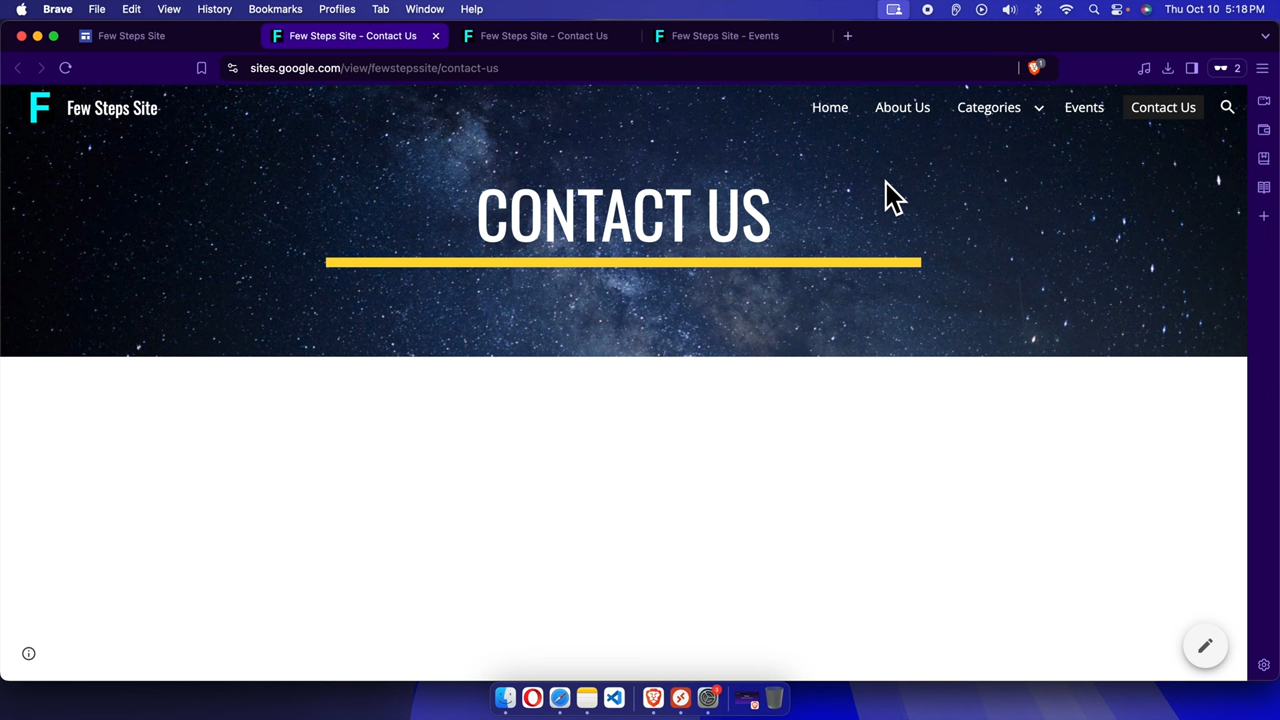 Brave File Edit View History Bookmarks Profiles Tab Window Help Thu Oct 10 5:18 PM
Few Steps Site Few Steps Site - Contact Us Few Steps Site - Contact Us Few Steps Site - Events
sites.google.com/view/fewstepssite/contact-us 1 2
F Few Steps Site Home About Us Categories Events Contact Us
CONTACT US